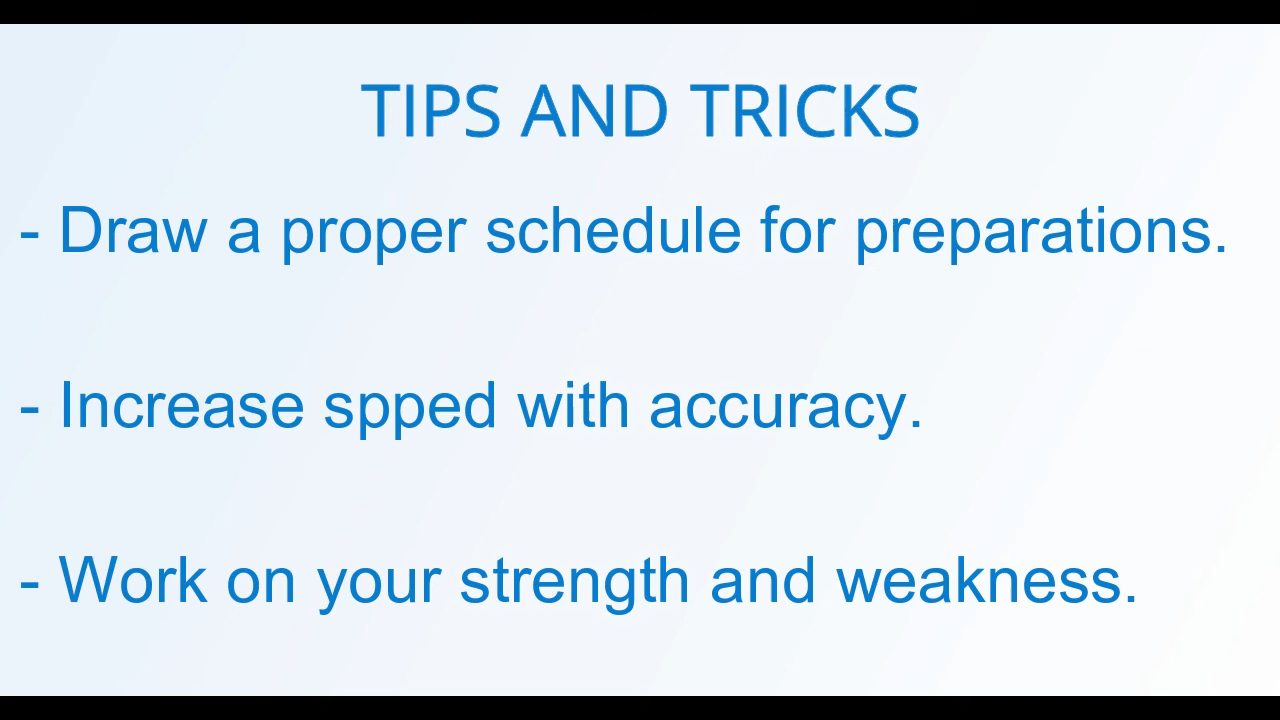 TIPS AND TRICKS
- Draw a proper schedule for preparations.
- Increase spped with accuracy.
- Work on your strength and weakness.